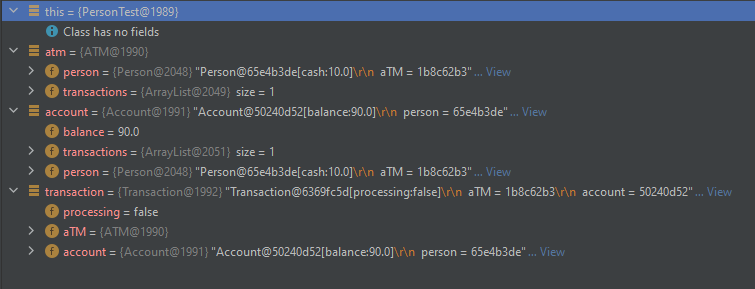 this = {PersonTest@1989}
Class has no fields
atm = {ATM@1990}
person = {Person@2048} "Person@65e4b3de[cash:10.0]\r\n aTM = 1b8c62b3"... View
transactions = {ArrayList@2049} size = 1
account = {Account@1991} "Account@50240d52[balance:90.0]\r\n person = 65e4b3de"... View
balance = 90.0
transactions = {ArrayList@2051} size = 1
person = {Person@2048} "Person@65e4b3de[cash:10.0]\r\n aTM = 1b8c62b3"... View
transaction = {Transaction@1992} "Transaction@6369fc5d[processing:false]\r\n aTM = 1b8c62b3\r\n account = 50240d52"... View
processing = false
aTM = {ATM@1990}
account = {Account@1991} "Account@50240d52[balance:90.0]\r\n person = 65e4b3de"... View